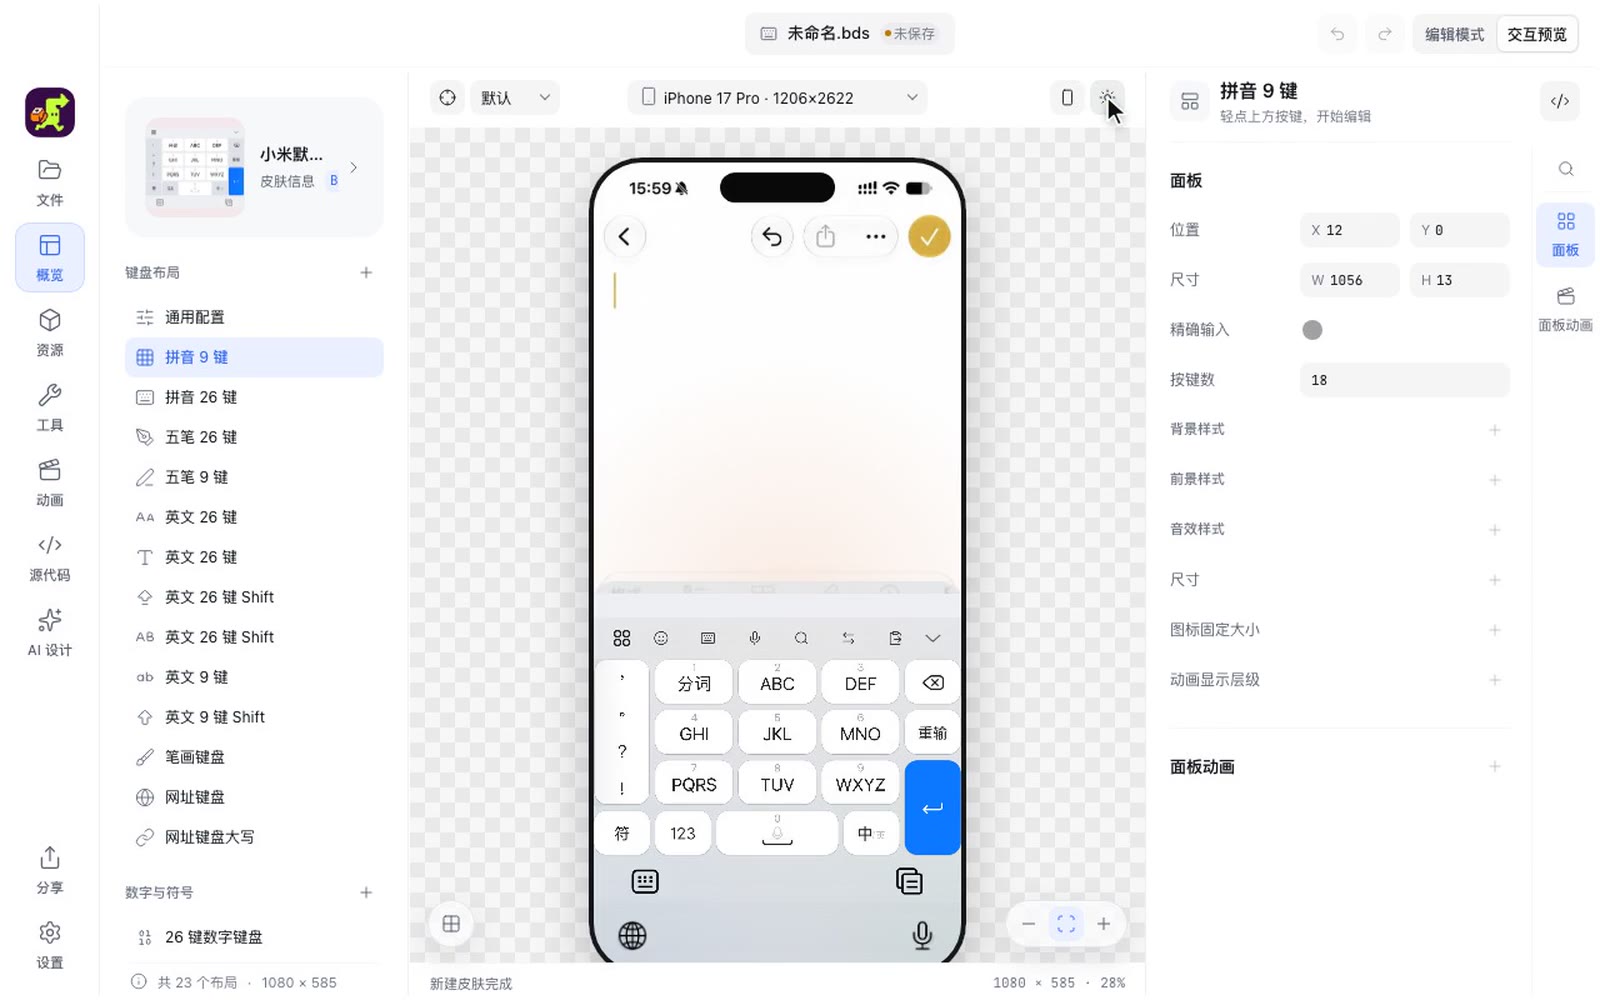 未命名.bds 未保存
编辑模式 交互预览
默认
iPhone 17 Pro · 1206×2622
小米默...
皮肤信息 B
文件
概览
资源
工具
动画
源代码
AI 设计
分享
设置
键盘布局
通用配置
拼音 9 键
拼音 26 键
五笔 26 键
五笔 9 键
英文 26 键
英文 26 键
英文 26 键 Shift
英文 26 键 Shift
英文 9 键
英文 9 键 Shift
笔画键盘
网址键盘
网址键盘大写
数字与符号
26 键数字键盘
共 23 个布局 · 1080 × 585
15:59
1 分词
2 ABC
3 DEF
4 GHI
5 JKL
6 MNO
重输
7 PQRS
8 TUV
9 WXYZ
?
!
符
123
0
中
新建皮肤完成
1080 × 585 · 28%
拼音 9 键
轻点上方按键，开始编辑
面板
位置 X 12 Y 0
尺寸 W 1056 H 13
精确输入
按键数 18
背景样式
前景样式
音效样式
尺寸
图标固定大小
动画显示层级
面板动画
面板
面板动画